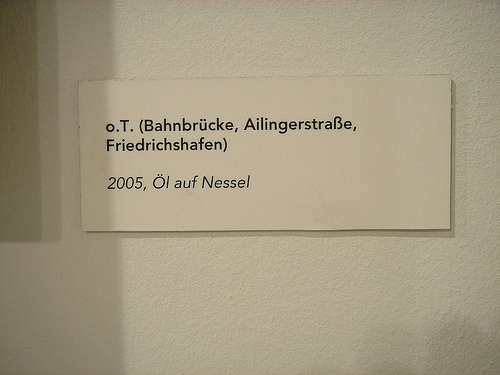 o.T. (Bahnbrücke, Ailingerstraße,
Friedrichshafen)
2005, Öl auf Nessel